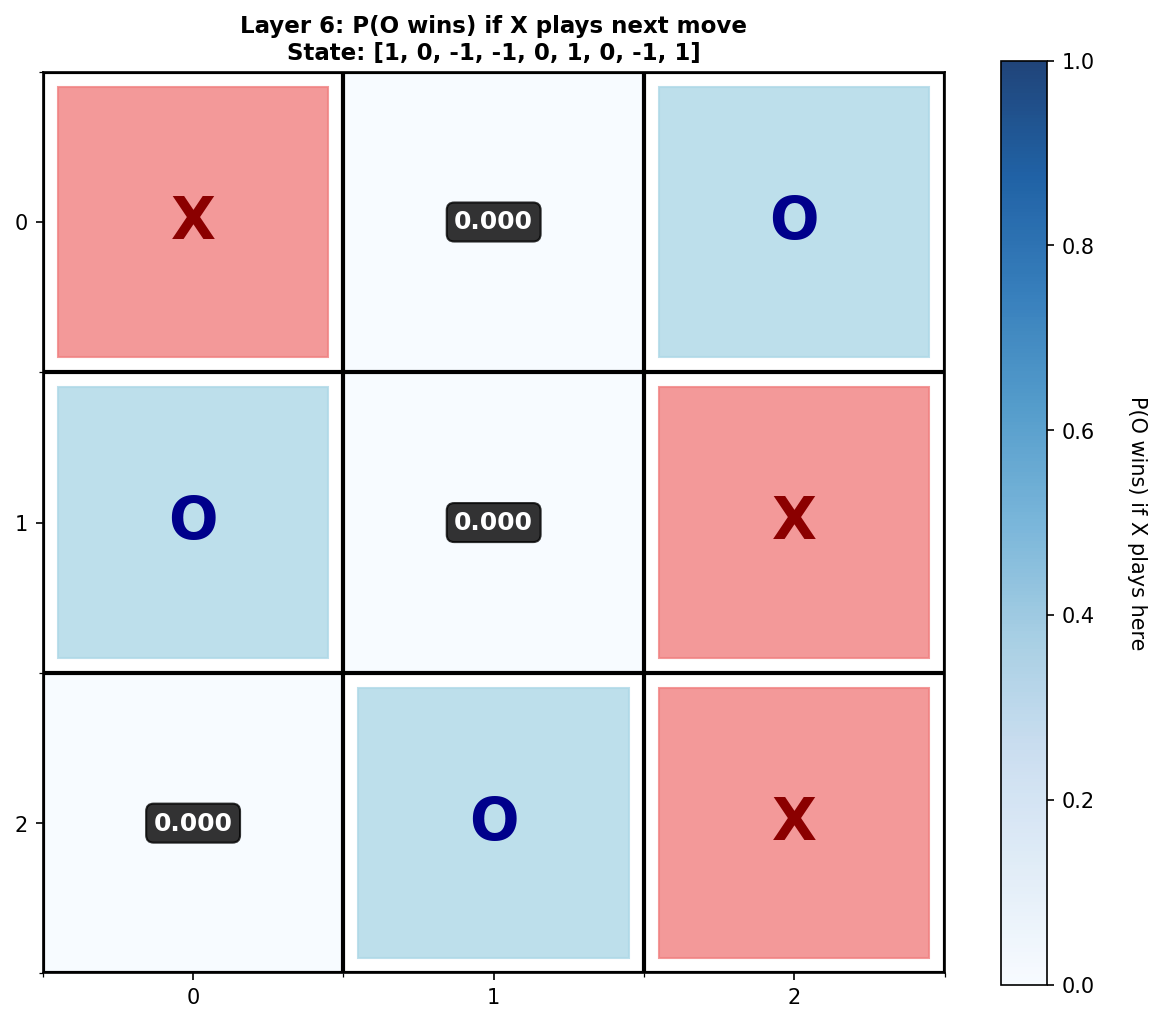 Layer 6: P(O wins) if X plays next move
State: [1, 0, -1, -1, 0, 1, 0, -1, 1]
X
0.000
O
O
0.000
X
0.000
O
X
0
1
2
0
1
2
1.0
0.8
0.6
0.4
0.2
0.0
P(O wins) if X plays here